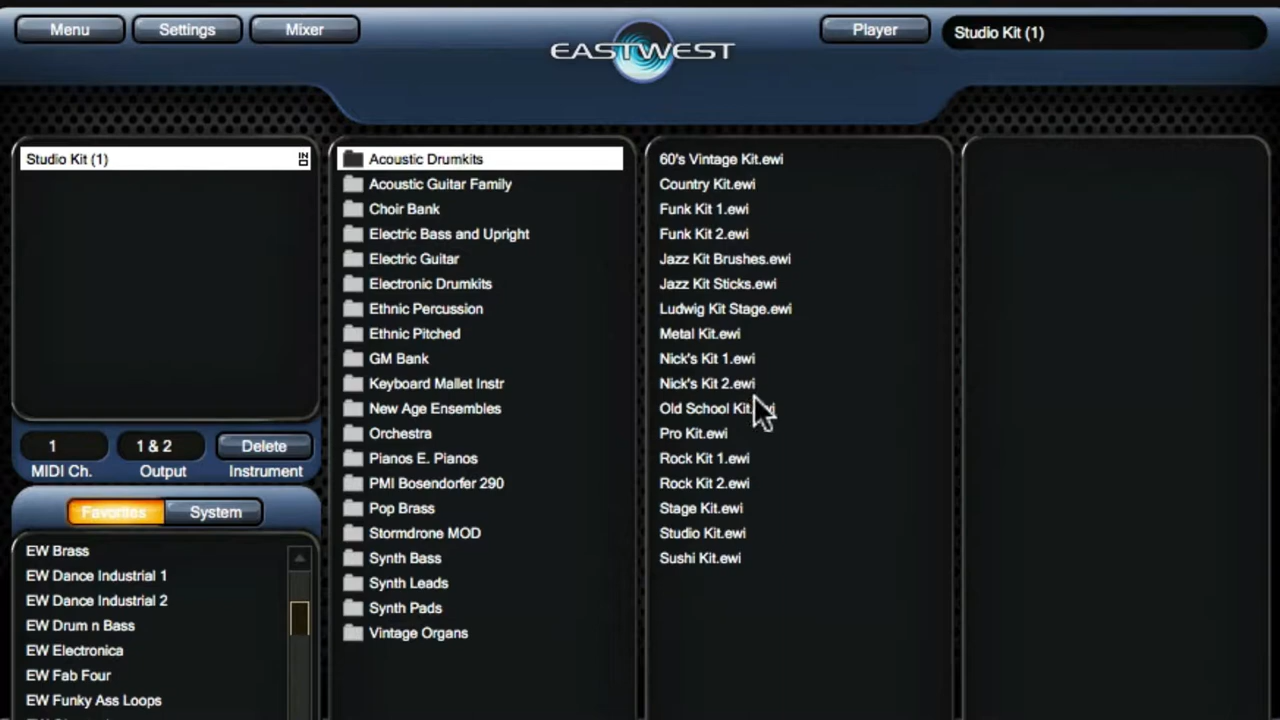 Menu
Settings
Mixer
EASTWEST
Player
Studio Kit (1)
Studio Kit (1)
1
1 & 2
Delete
MIDI Ch.
Output
Instrument
Favorites
System
EW Brass
EW Dance Industrial 1
EW Dance Industrial 2
EW Drum n Bass
EW Electronica
EW Fab Four
EW Funky Ass Loops
Acoustic Drumkits
Acoustic Guitar Family
Choir Bank
Electric Bass and Upright
Electric Guitar
Electronic Drumkits
Ethnic Percussion
Ethnic Pitched
GM Bank
Keyboard Mallet Instr
New Age Ensembles
Orchestra
Pianos E. Pianos
PMI Bosendorfer 290
Pop Brass
Stormdrone MOD
Synth Bass
Synth Leads
Synth Pads
Vintage Organs
60's Vintage Kit.ewi
Country Kit.ewi
Funk Kit 1.ewi
Funk Kit 2.ewi
Jazz Kit Brushes.ewi
Jazz Kit Sticks.ewi
Ludwig Kit Stage.ewi
Metal Kit.ewi
Nick's Kit 1.ewi
Nick's Kit 2.ewi
Old School Kit.ewi
Pro Kit.ewi
Rock Kit 1.ewi
Rock Kit 2.ewi
Stage Kit.ewi
Studio Kit.ewi
Sushi Kit.ewi